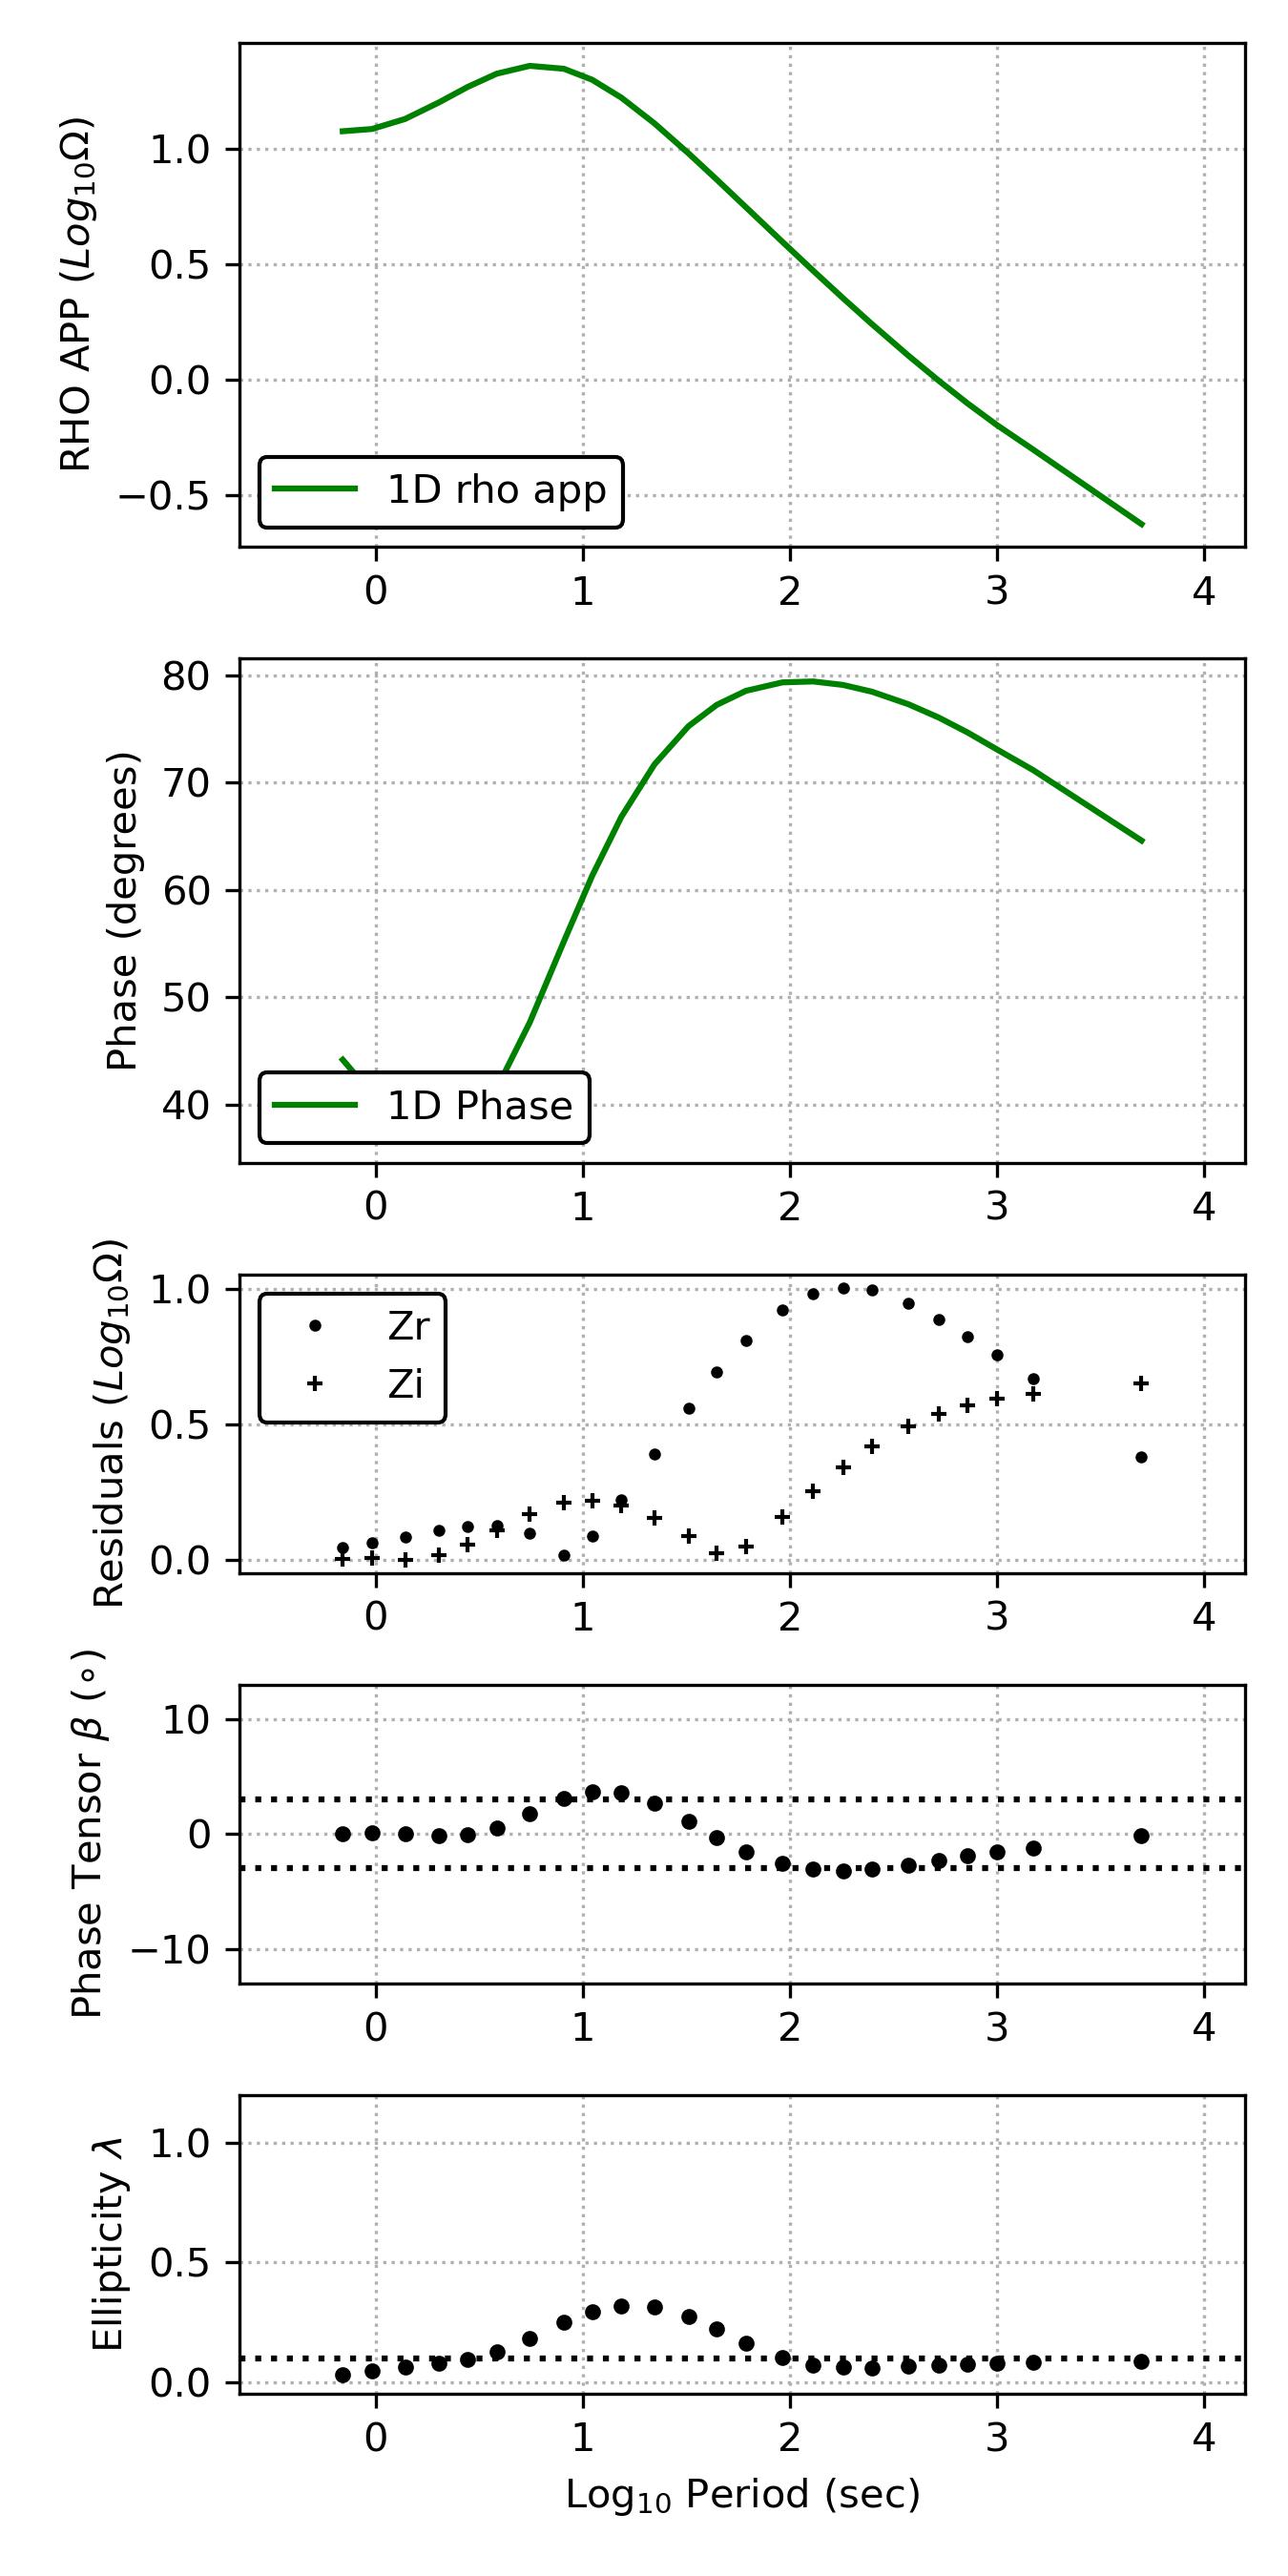 RHO APP (Log₁₀Ω)
1.0
0.5
0.0
−0.5
1D rho app
0 1 2 3 4
Phase (degrees)
80
70
60
50
40
1D Phase
0 1 2 3 4
Residuals (Log₁₀Ω)
1.0
0.5
0.0
Zr
Zi
0 1 2 3 4
Phase Tensor β (∘)
10
0
−10
0 1 2 3 4
Ellipticity λ
1.0
0.5
0.0
0 1 2 3 4
Log₁₀ Period (sec)